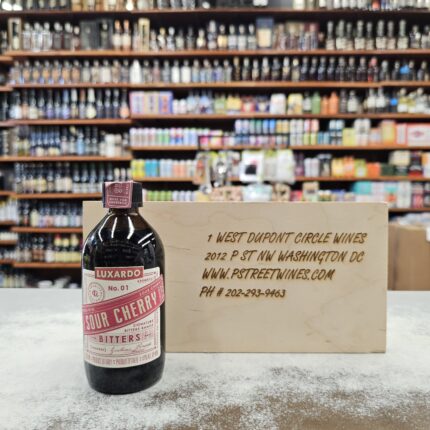 LUXARDO
No. 01
SOUR CHERRY
BITTERS
1 WEST DUPONT CIRCLE WINES
2012 P ST NW WASHINGTON DC
WWW.PSTREETWINES.COM
PH # 202-293-9463